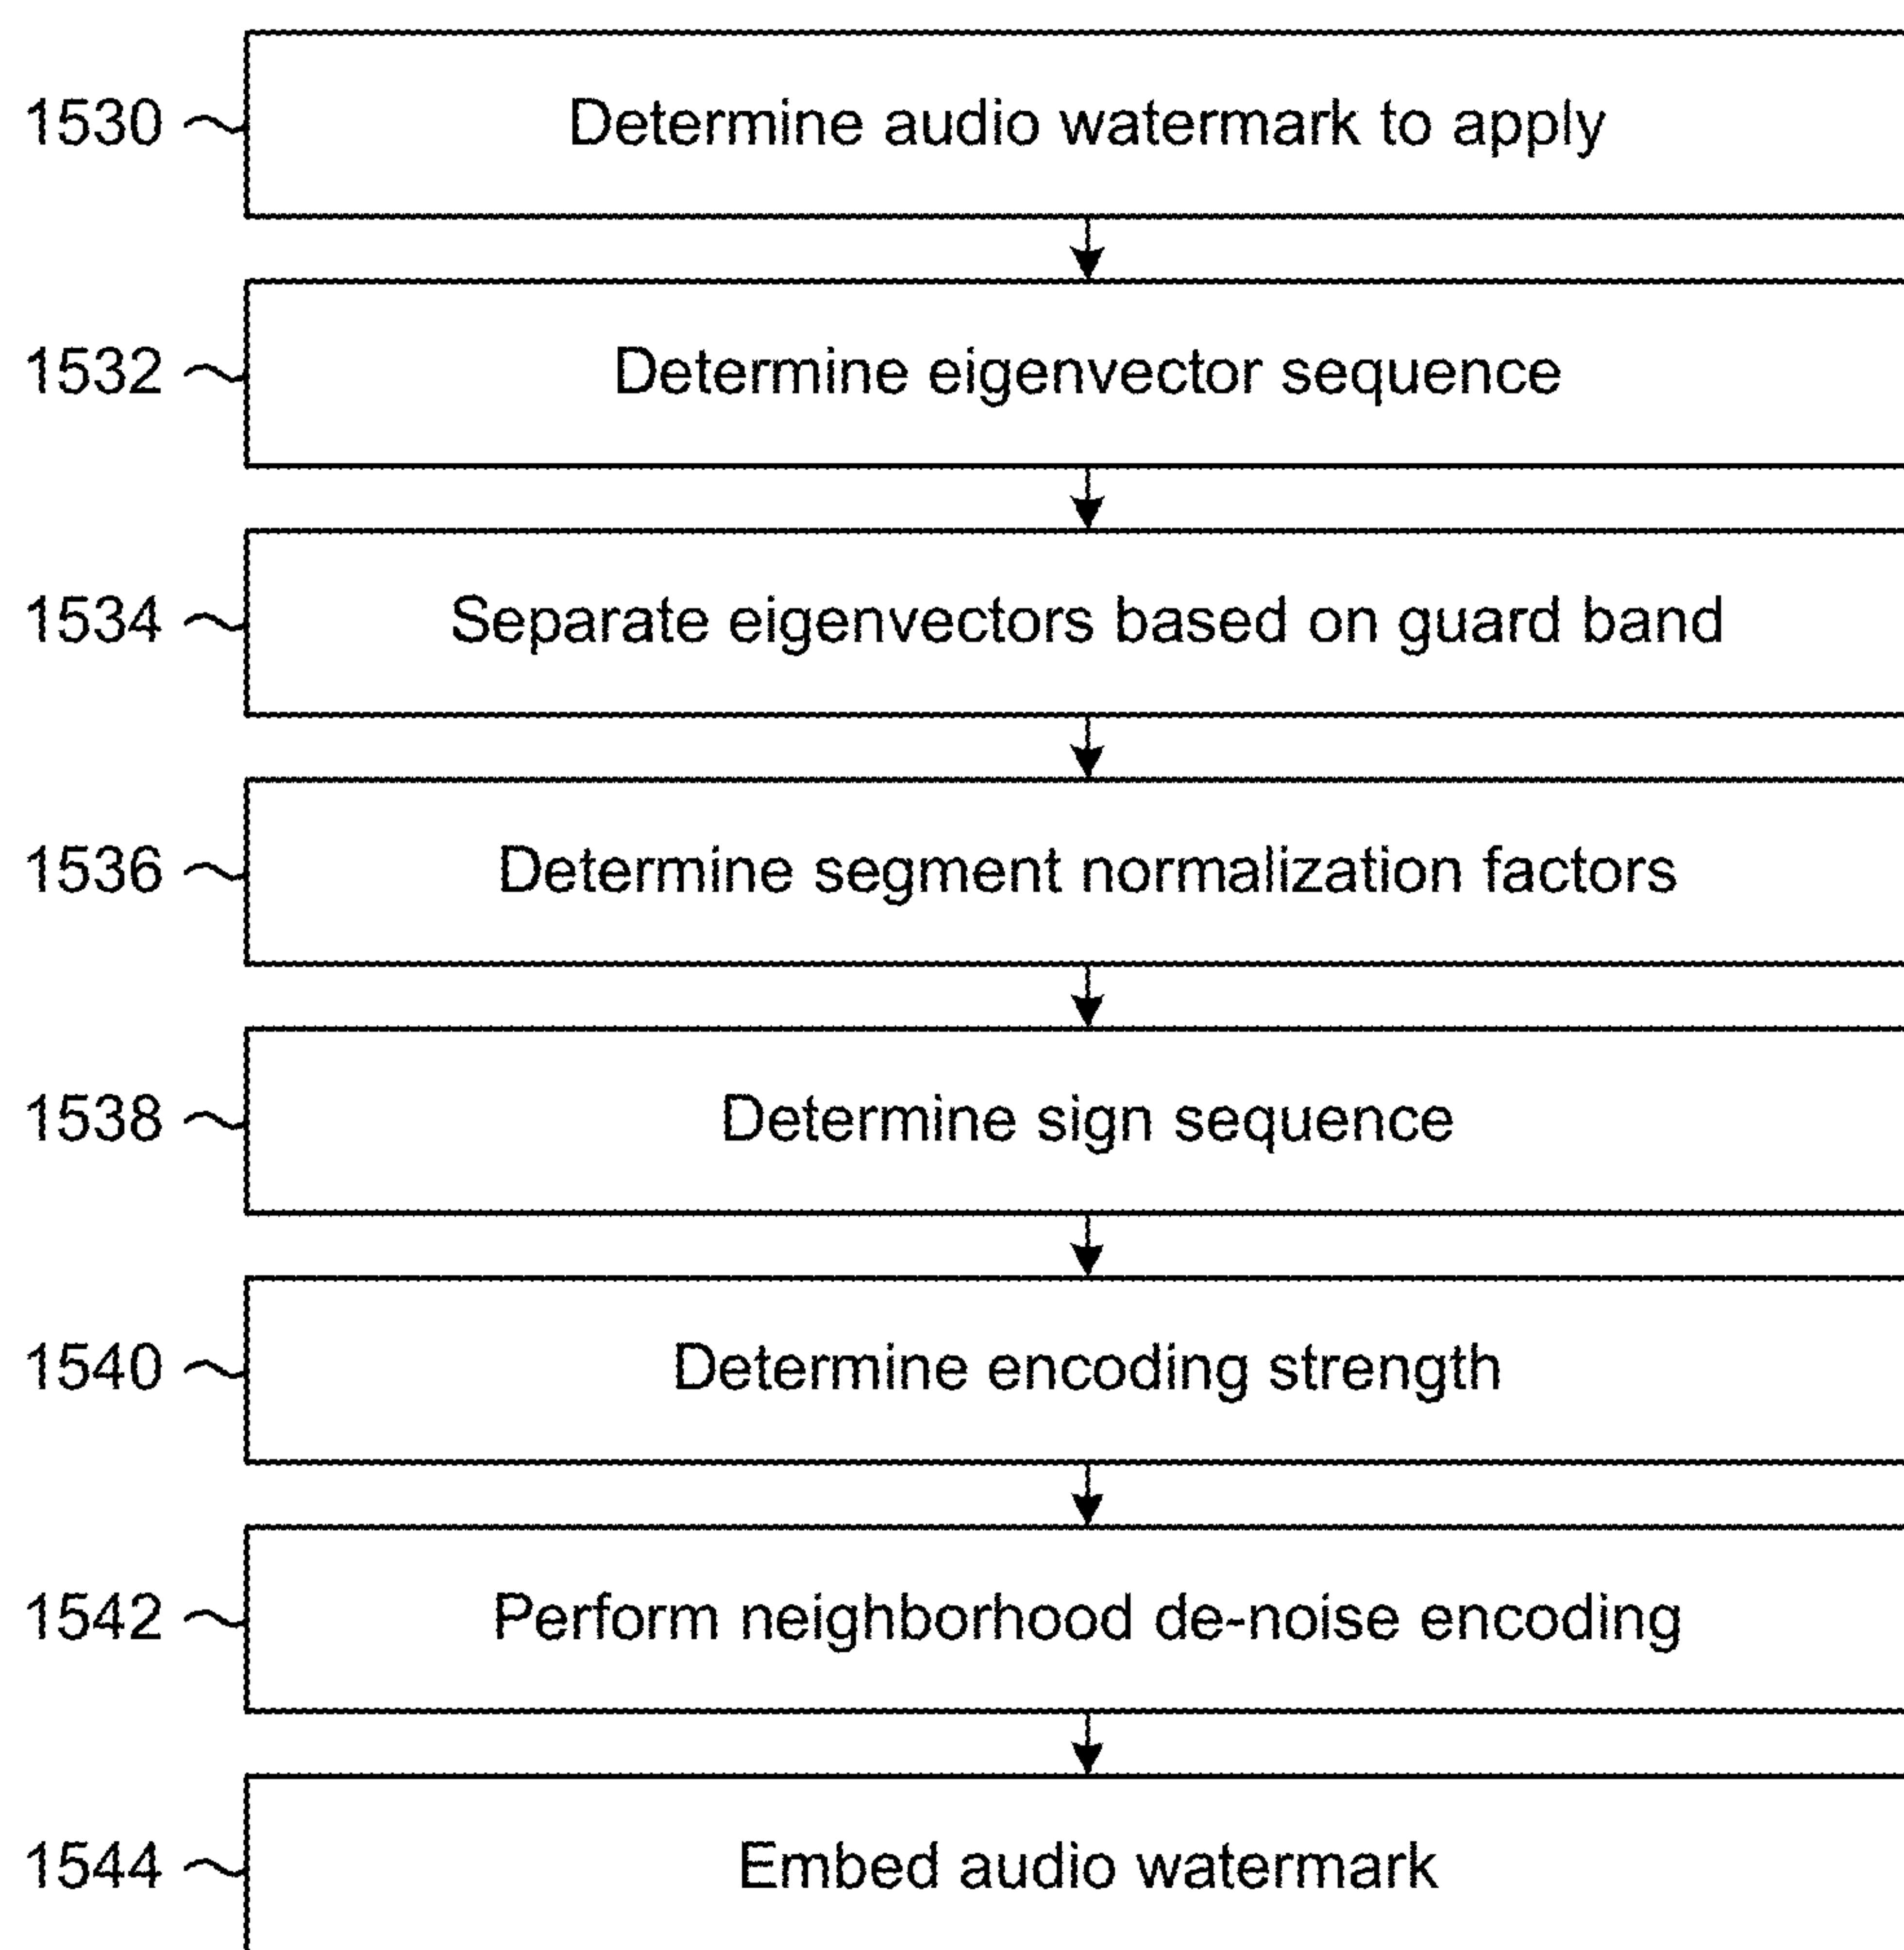 1530 Determine audio watermark to apply
1532 Determine eigenvector sequence
1534 Separate eigenvectors based on guard band
1536 Determine segment normalization factors
1538 Determine sign sequence
1540 Determine encoding strength
1542 Perform neighborhood de-noise encoding
1544 Embed audio watermark